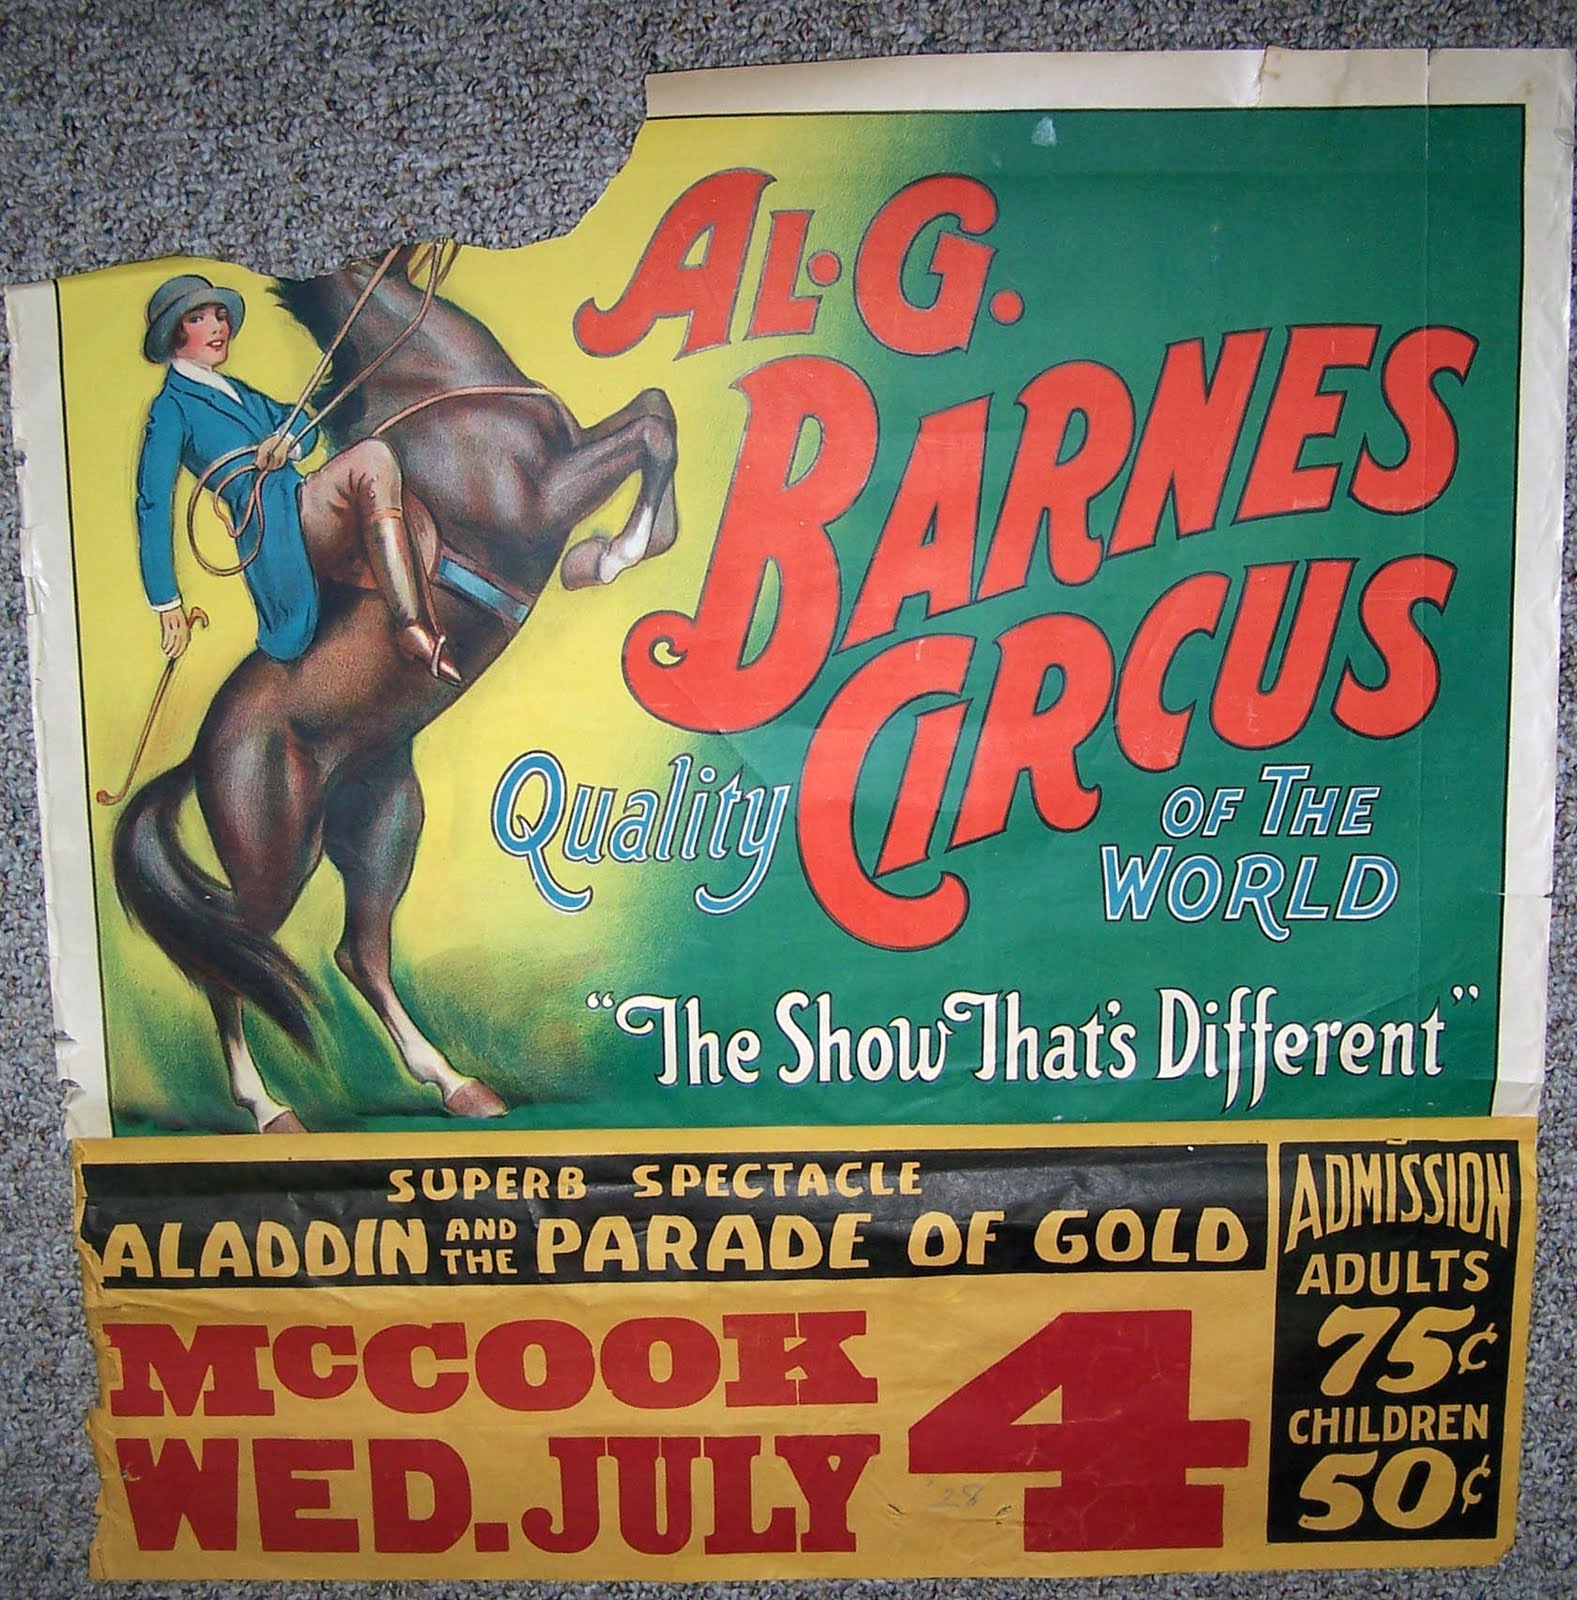 AL. G.
BARNES
CIRCUS
Quality
OF THE
WORLD
"The Show That's Different"
SUPERB SPECTACLE
ALADDIN AND THE PARADE OF GOLD
McCOOK
WED. JULY 4
'28
ADMISSION
ADULTS
75¢
CHILDREN
50¢